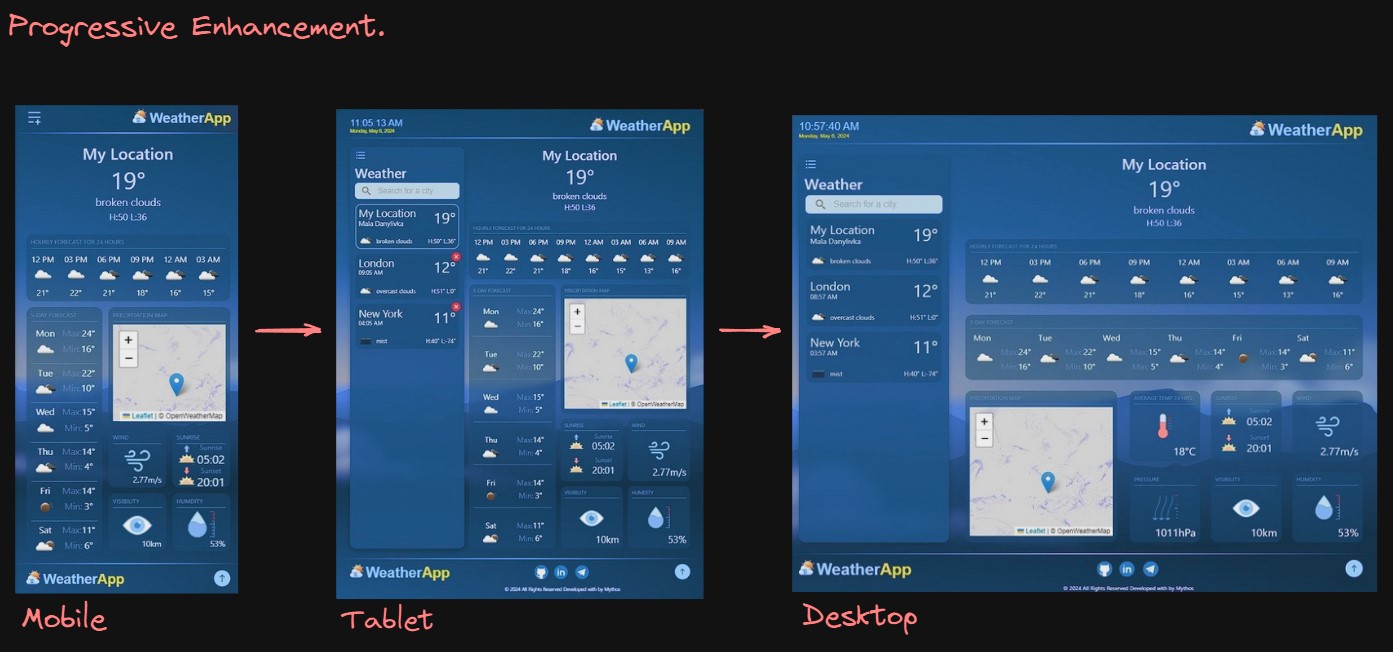 Progressive Enhancement.
WeatherApp
My Location
19°
broken clouds
H:50 L:36
HOURLY FORECAST FOR 24 HOURS
12 PM 03 PM 06 PM 09 PM 12 AM 03 AM
21° 22° 21° 18° 16° 15°
5-DAY FORECAST
Mon Max:24°
Min:16°
Tue Max:22°
Min:10°
Wed Max:15°
Min: 5°
Thu Max:14°
Min: 4°
Fri Max:14°
Min: 3°
Sat Max:11°
Min: 6°
PRECIPITATION MAP
+
−
Leaflet | © OpenWeatherMap
WIND
2.77m/s
SUNRISE
Sunrise
05:02
Sunset
20:01
VISIBILITY
10km
HUMIDITY
53%
WeatherApp
Mobile
11:05:13 AM
Monday, May 6, 2024
WeatherApp
Weather
Search for a city
My Location 19°
Mala Danylivka
broken clouds H:50° L:36°
London 12°
09:05 AM
overcast clouds H:51° L:0°
New York 11°
04:05 AM
mist H:40° L:-74°
My Location
19°
broken clouds
H:50 L:36
HOURLY FORECAST FOR 24 HOURS
12 PM 03 PM 06 PM 09 PM 12 AM 03 AM 06 AM 09 AM
21° 22° 21° 18° 16° 15° 13° 16°
5-DAY FORECAST
Mon Max:24°
Min:16°
Tue Max:22°
Min:10°
Wed Max:15°
Min: 5°
Thu Max:14°
Min: 4°
Fri Max:14°
Min: 3°
Sat Max:11°
Min: 6°
PRECIPITATION MAP
+
−
Leaflet | © OpenWeatherMap
SUNRISE
Sunrise
05:02
Sunset
20:01
WIND
2.77m/s
VISIBILITY
10km
HUMIDITY
53%
WeatherApp
© 2024 All Rights Reserved Developed with by Mythos
Tablet
10:57:40 AM
Monday, May 6, 2024
WeatherApp
Weather
Search for a city
My Location 19°
Mala Danylivka
broken clouds H:50° L:36°
London 12°
08:57 AM
overcast clouds H:51° L:0°
New York 11°
03:57 AM
mist H:40° L:-74°
My Location
19°
broken clouds
H:50 L:36
HOURLY FORECAST FOR 24 HOURS
12 PM 03 PM 06 PM 09 PM 12 AM 03 AM 06 AM 09 AM
21° 22° 21° 18° 16° 15° 13° 16°
5-DAY FORECAST
Mon Tue Wed Thu Fri Sat
Max:24° Max:22° Max:15° Max:14° Max:14° Max:11°
Min:16° Min:10° Min: 5° Min: 4° Min: 3° Min: 6°
PRECIPITATION MAP
+
−
Leaflet | © OpenWeatherMap
AVERAGE TEMP 24 HRS
18°C
SUNRISE
Sunrise
05:02
Sunset
20:01
WIND
2.77m/s
PRESSURE
1011hPa
VISIBILITY
10km
HUMIDITY
53%
WeatherApp
in
© 2024 All Rights Reserved Developed with by Mythos
Desktop